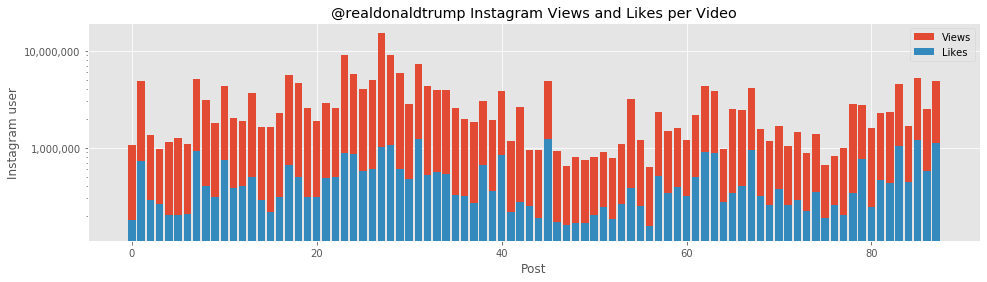 @realdonaldtrump Instagram Views and Likes per Video
Views
Likes
Instagram user
10,000,000
1,000,000
0
20
40
60
80
Post